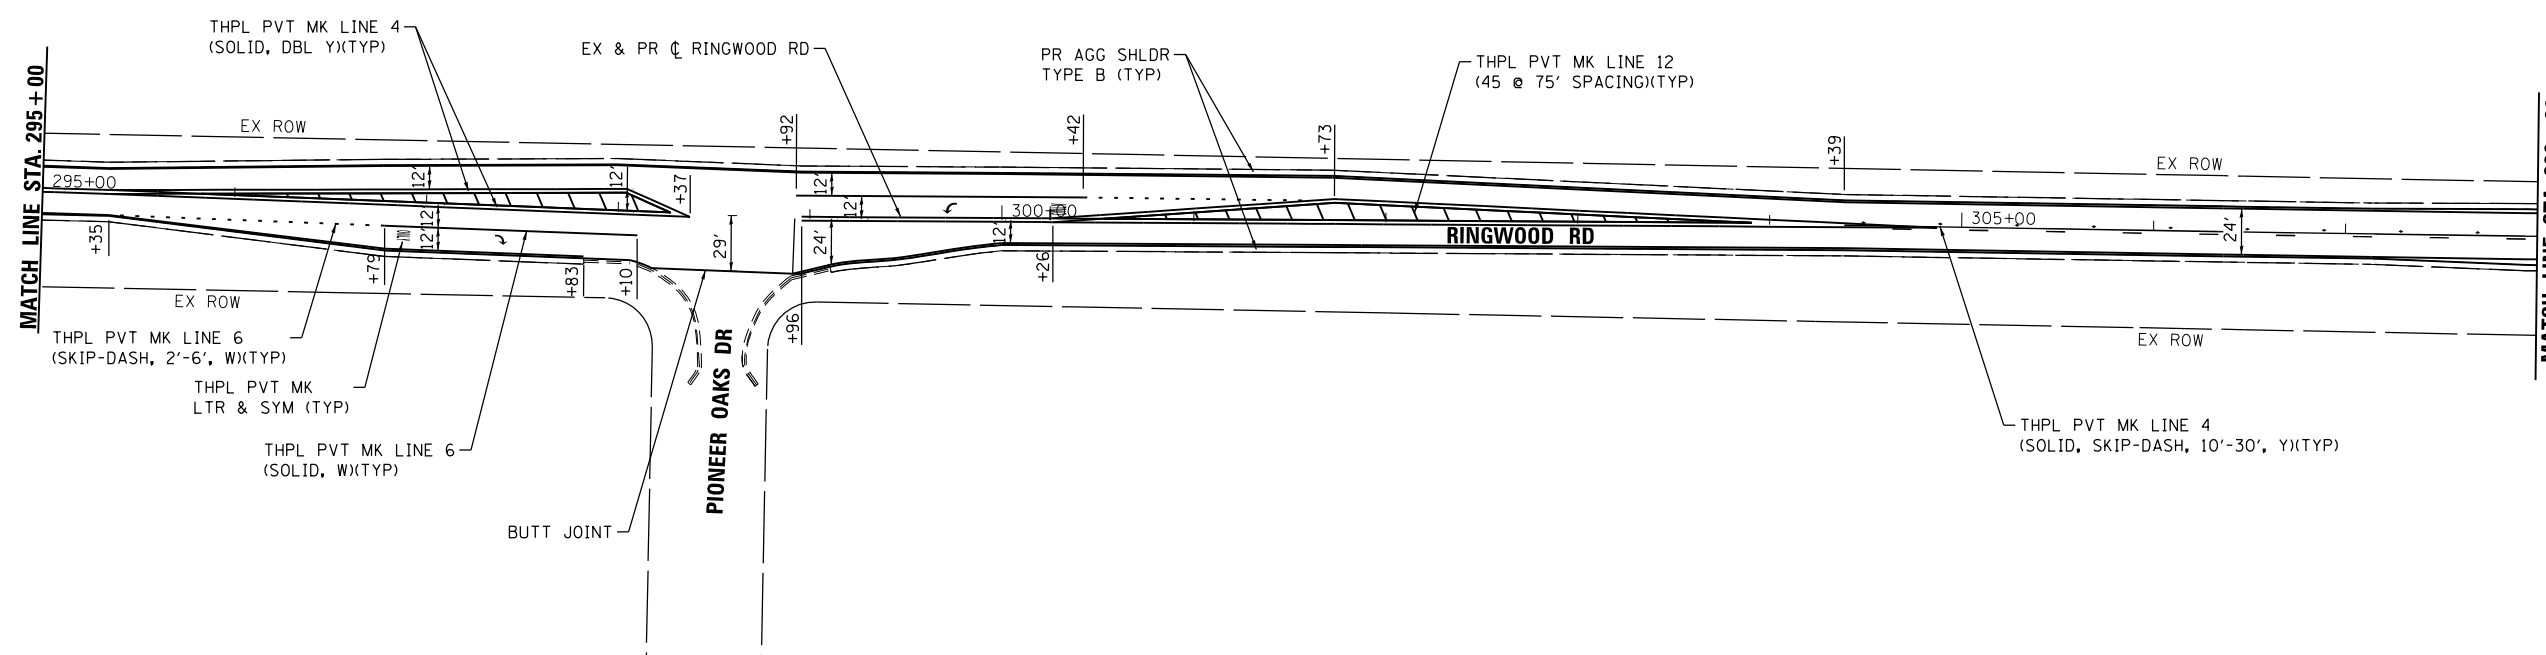 THPL PVT MK LINE 4
(SOLID, DBL Y)(TYP)
EX & PR ℄ RINGWOOD RD
PR AGG SHLDR
TYPE B (TYP)
THPL PVT MK LINE 12
(45 @ 75' SPACING)(TYP)
MATCH LINE STA. 295+00
EX ROW
+92
+42
+73
+39
EX ROW
295+00
12'
12'
+37
12'
12'
300+00
305+00
12'
12'
+35
+79
+83
+10
29'
24'
12'
+26
RINGWOOD RD
24'
EX ROW
+96
EX ROW
THPL PVT MK LINE 6
(SKIP-DASH, 2'-6', W)(TYP)
THPL PVT MK
LTR & SYM (TYP)
THPL PVT MK LINE 6
(SOLID, W)(TYP)
PIONEER OAKS DR
BUTT JOINT
THPL PVT MK LINE 4
(SOLID, SKIP-DASH, 10'-30', Y)(TYP)